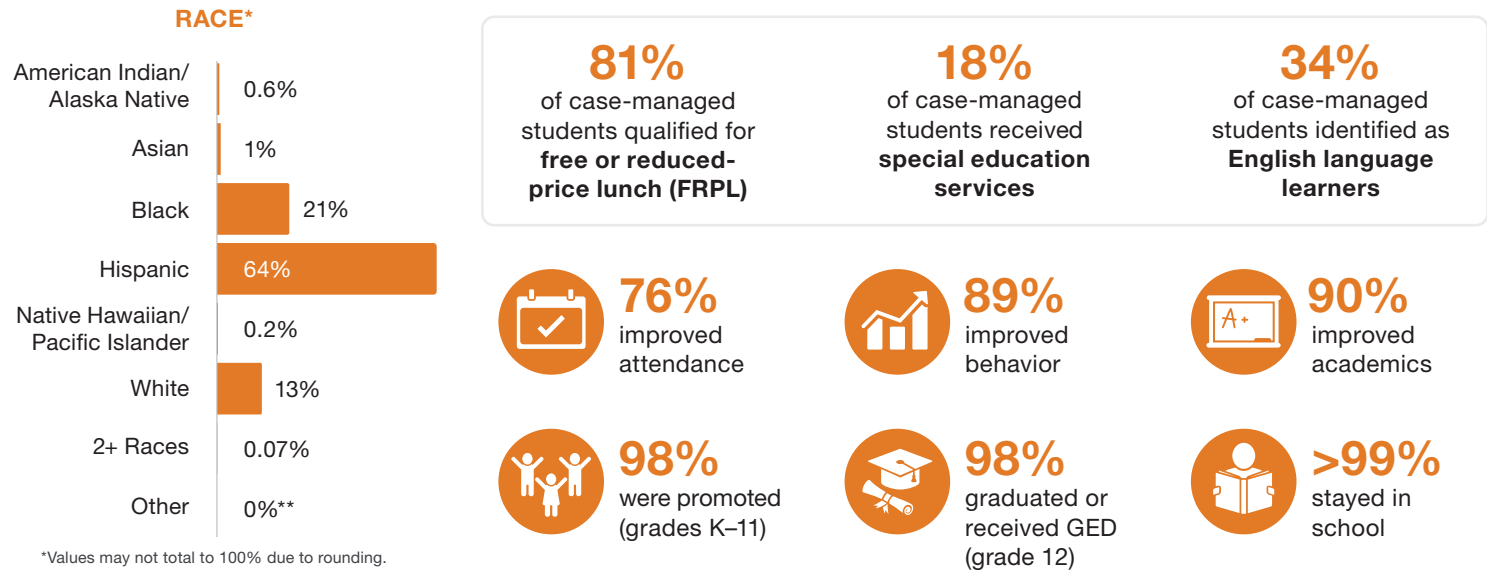 RACE*
American Indian/
Alaska Native
0.6%
Asian
1%
Black
21%
Hispanic
64%
Native Hawaiian/
Pacific Islander
0.2%
White
13%
2+ Races
0.07%
Other
0%**
*Values may not total to 100% due to rounding.
81%
of case-managed
students qualified for
free or reduced-
price lunch (FRPL)
18%
of case-managed
students received
special education
services
34%
of case-managed
students identified as
English language
learners
76%
improved
attendance
89%
improved
behavior
A+
90%
improved
academics
98%
were promoted
(grades K–11)
98%
graduated or
received GED
(grade 12)
>99%
stayed in
school